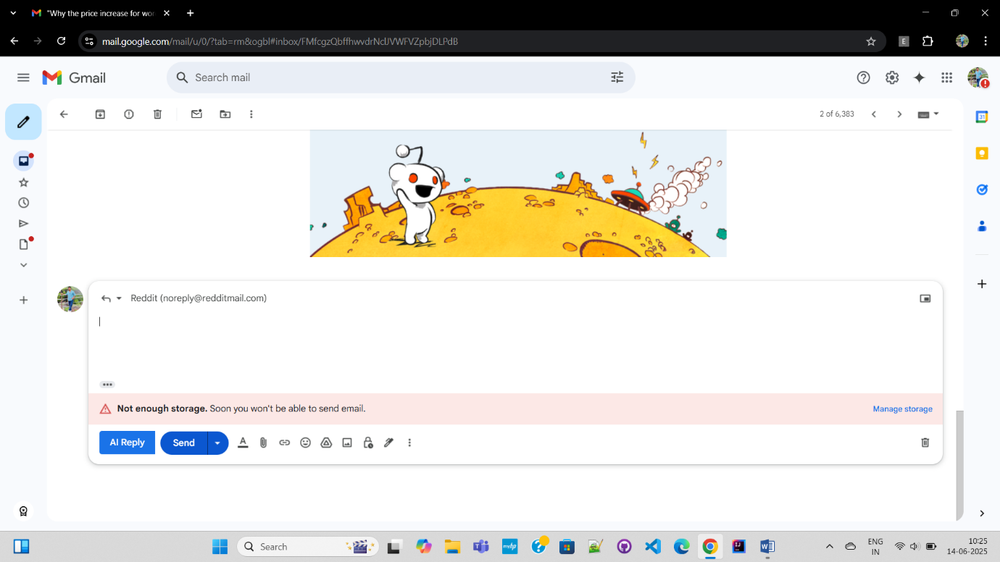 "Why the price increase for wor
mail.google.com/mail/u/0/?tab=rm&ogbl#inbox/FMfcgzQbffhwvdrNclJVWFVZpbjDLPdB
E
Gmail
Search mail
2 of 6,383
31
Reddit (noreply@redditmail.com)
Not enough storage. Soon you won't be able to send email.
Manage storage
AI Reply
Send
Search
myhp
ENG
IN
10:25
14-06-2025